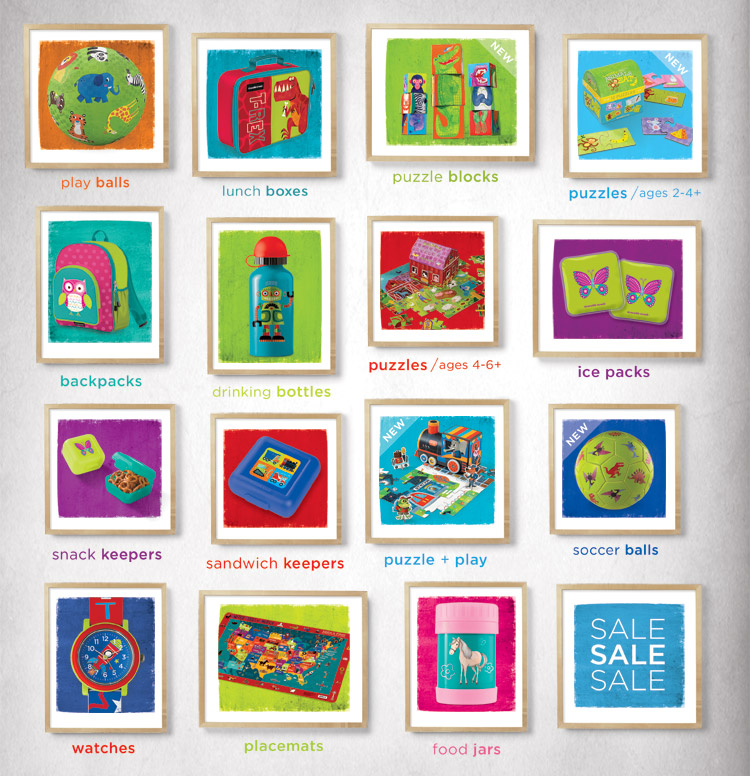 NEW
NEW
T-REX
play balls
lunch boxes
puzzle blocks
puzzles /ages 2-4+
backpacks
drinking bottles
puzzles /ages 4-6+
ice packs
NEW
NEW
snack keepers
sandwich keepers
puzzle + play
soccer balls
SALE
SALE
SALE
watches
placemats
food jars